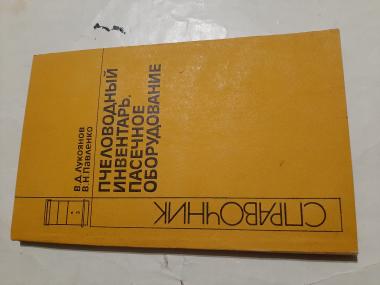 В.Д. Лукоянов
В.Н. Павленко
ПЧЕЛОВОДНЫЙ
ИНВЕНТАРЬ,
ПАСЕЧНОЕ
ОБОРУДОВАНИЕ
СПРАВОЧНИК